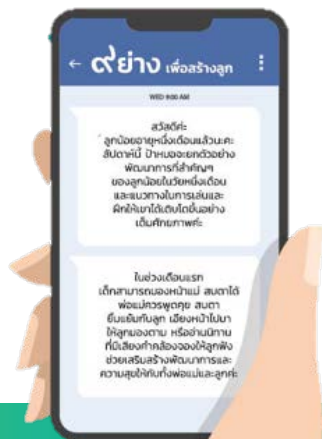 ๙ย่าง เพื่อสร้างลูก
WED 9:00 AM
สวัสดีค่ะ
ลูกน้อยอายุหนึ่งเดือนแล้วนะคะ
สัปดาห์นี้ ป้าหมอจะยกตัวอย่าง
พัฒนาการที่สำคัญๆ
ของลูกน้อยในวัยหนึ่งเดือน
และแนวทางในการเล่นและ
ฝึกให้เขาได้เติบโตขึ้นอย่าง
เต็มศักยภาพค่ะ
ในช่วงเดือนแรก
เด็กสามารถมองหน้าแม่ สบตาได้
พ่อแม่ควรพูดคุย สบตา
ยิ้มแย้มกับลูก เอียงหน้าไปมา
ให้ลูกมองตาม หรืออ่านนิทาน
ที่มีเสียงคำคล้องจองให้ลูกฟัง
ช่วยเสริมสร้างพัฒนาการและ
ความสุขให้กับทั้งพ่อแม่และลูกค่ะ